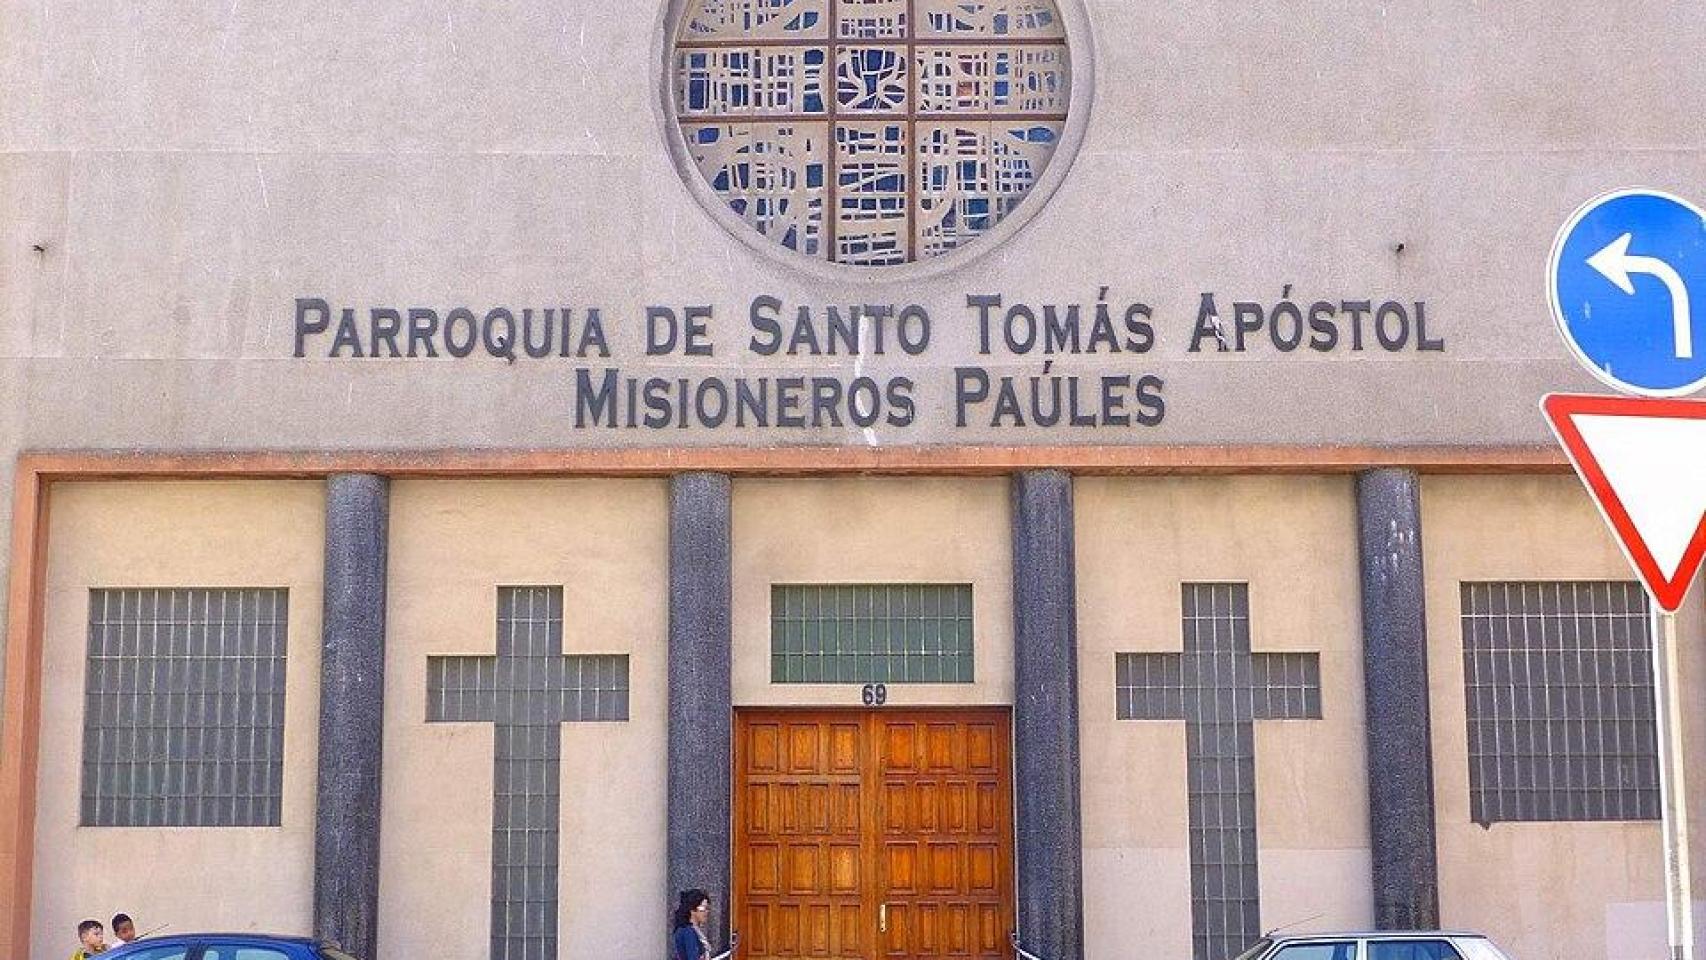 PARROQUIA DE SANTO TOMÁS APÓSTOL
MISIONEROS PAÚLES
69